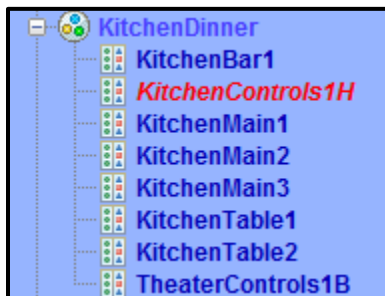 KitchenDinner
KitchenBar1
KitchenControls1H
KitchenMain1
KitchenMain2
KitchenMain3
KitchenTable1
KitchenTable2
TheaterControls1B